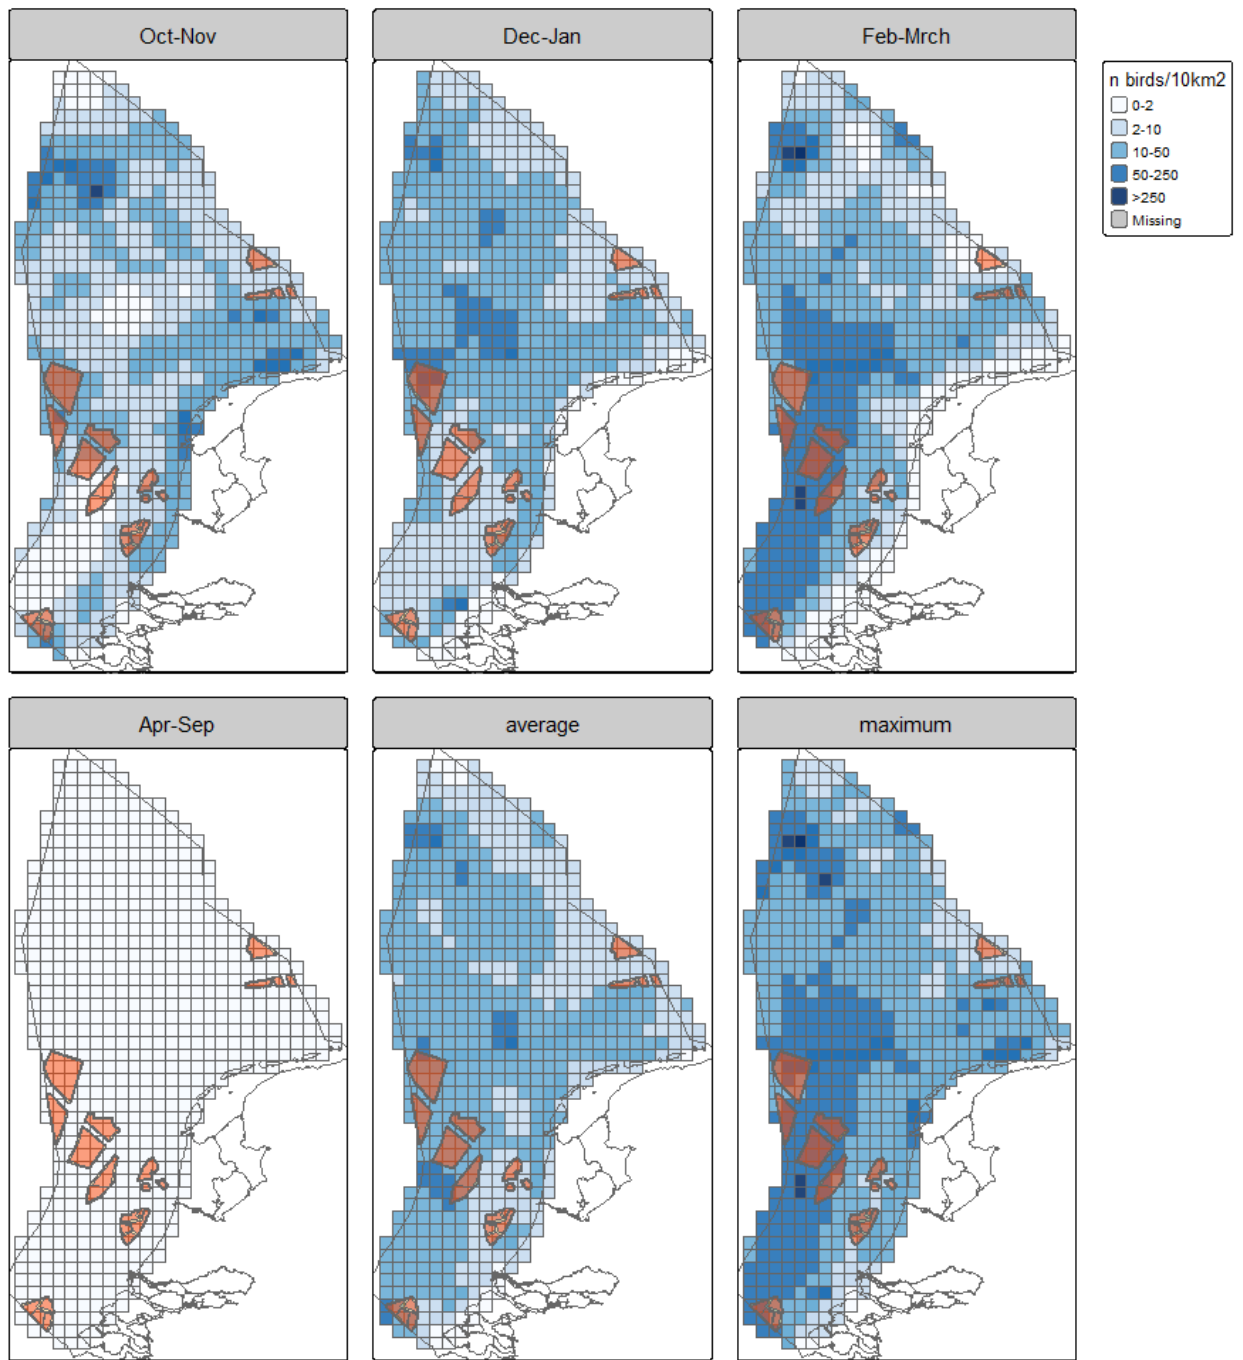 Oct-Nov
Dec-Jan
Feb-Mrch
n birds/10km2
0-2
2-10
10-50
50-250
>250
Missing
Apr-Sep
average
maximum